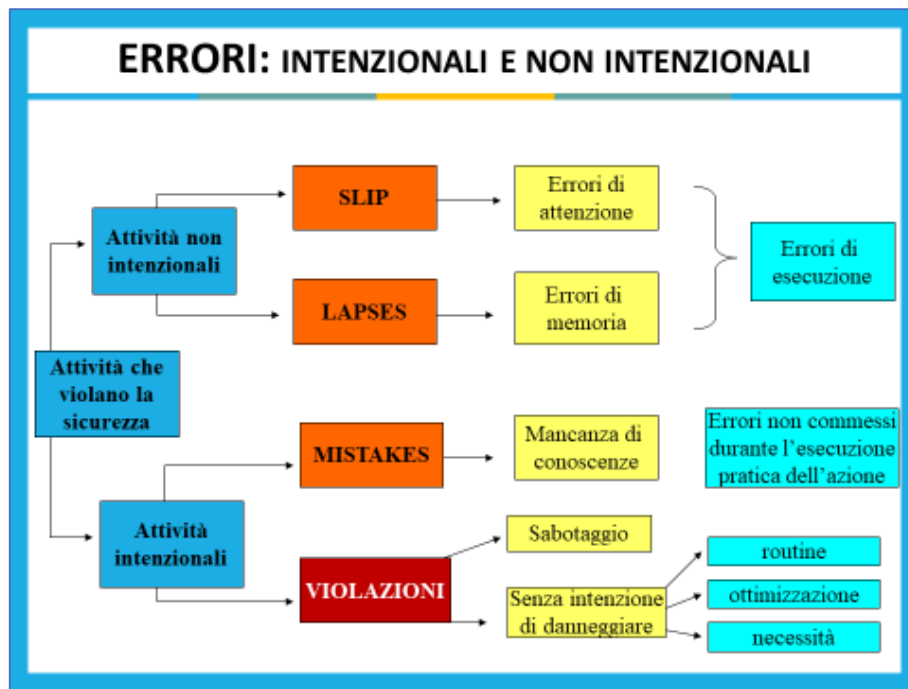 ERRORI: INTENZIONALI E NON INTENZIONALI
SLIP
Errori di
attenzione
Attività non
intenzionali
Errori di
esecuzione
LAPSES
Errori di
memoria
Attività che
violano la
sicurezza
MISTAKES
Mancanza di
conoscenze
Errori non commessi
durante l'esecuzione
pratica dell'azione
Attività
intenzionali
Sabotaggio
VIOLAZIONI
Senza intenzione
di danneggiare
routine
ottimizzazione
necessità